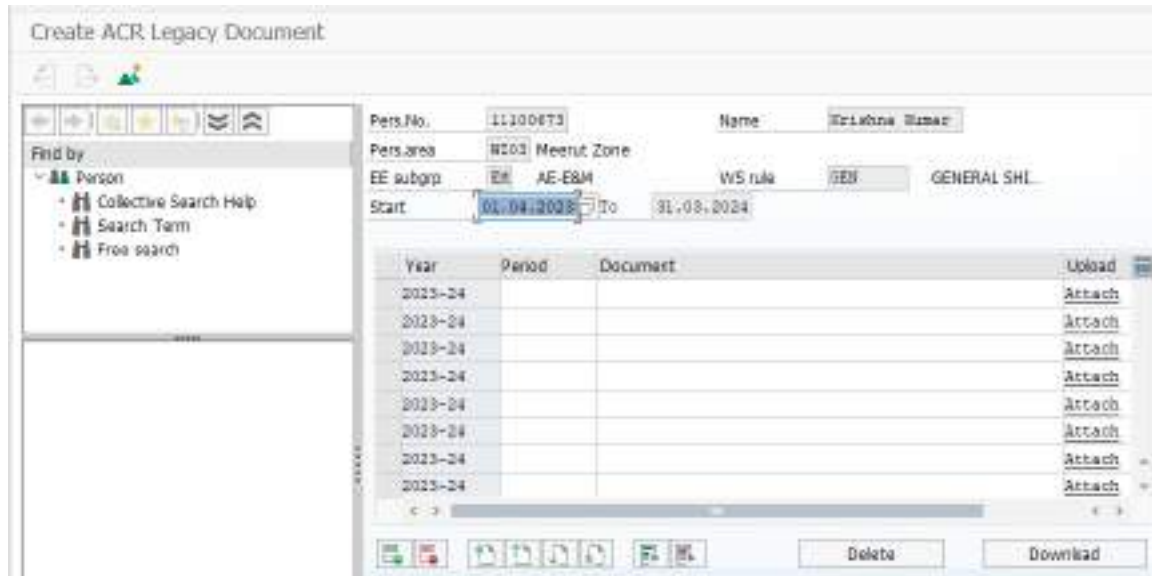 Create ACR Legacy Document
Find by
Person
Collective Search Help
Search Term
Free search
Pers.No. 11100673 Name Krishna Kumar
Pers.area Meerut Zone
EE subgrp AE-E&M WS rule GEN GENERAL SHI...
Start 01.04.2023 To 31.03.2024
Year Period Document Upload
2023-24 Attach
2023-24 Attach
2023-24 Attach
2023-24 Attach
2023-24 Attach
2023-24 Attach
2023-24 Attach
2023-24 Attach
Delete Download